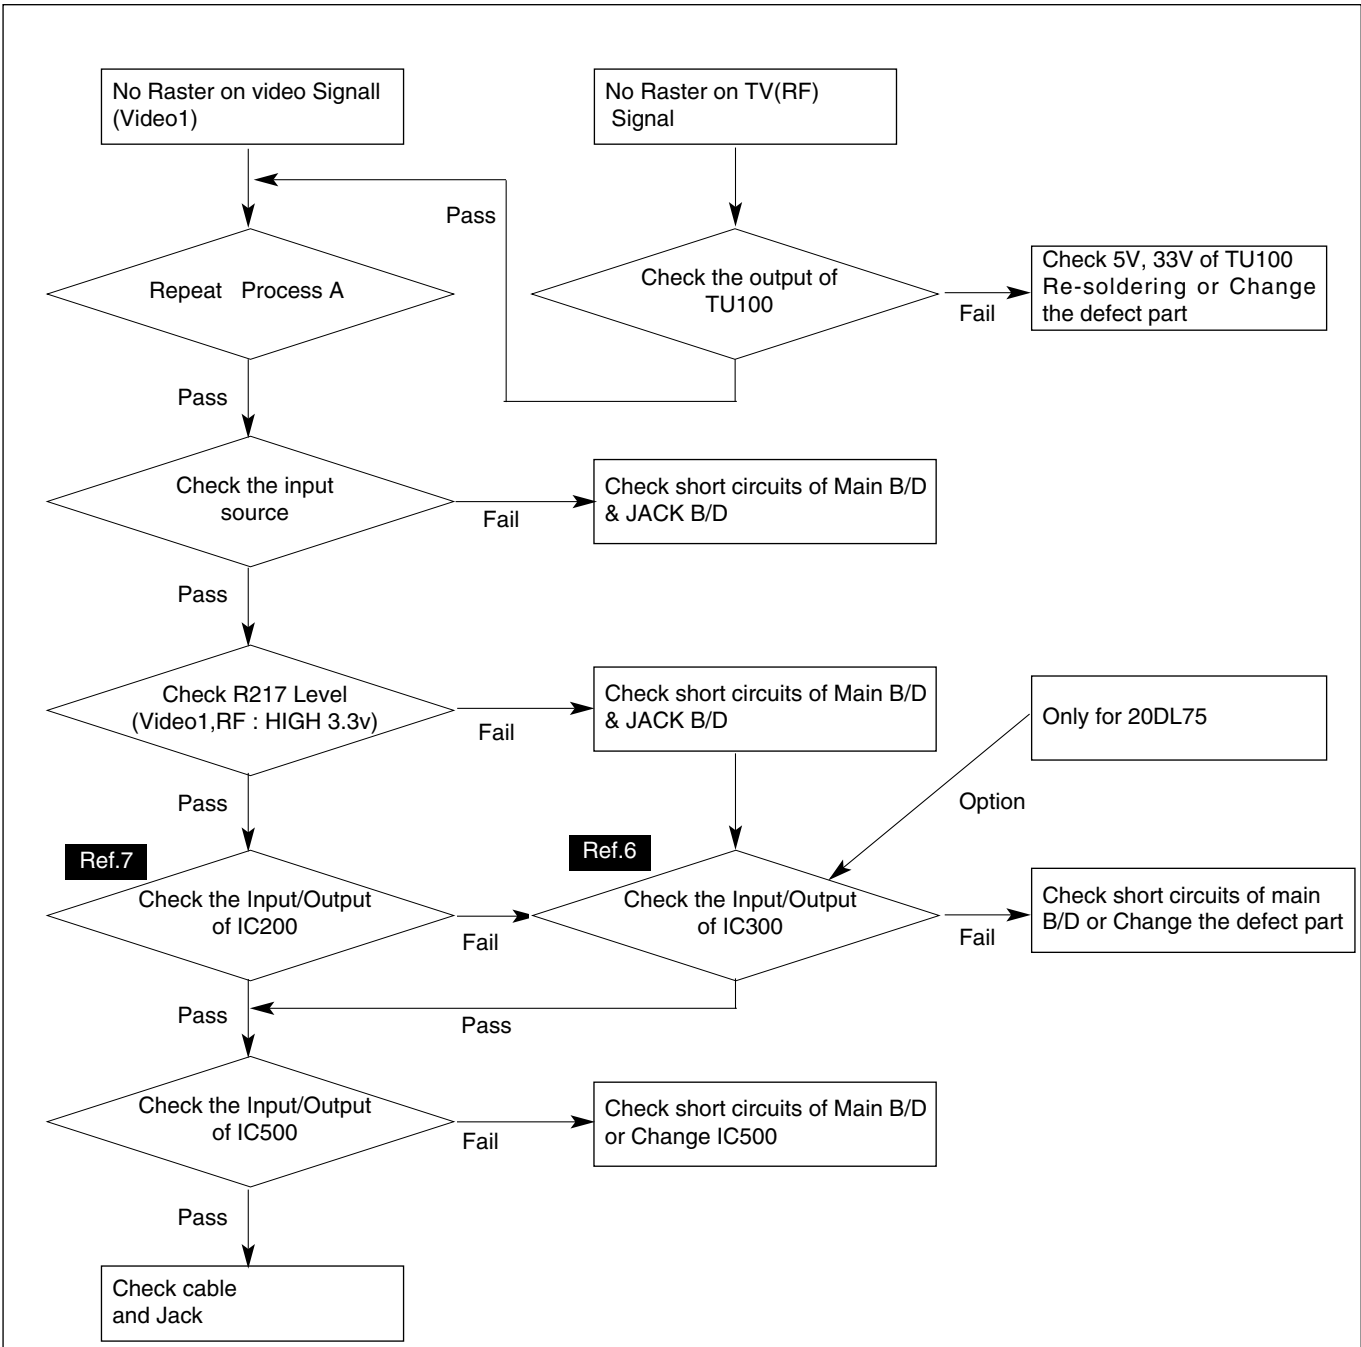 No Raster on video Signall
(Video1)
No Raster on TV(RF)
Signal
Pass
Repeat Process A
Check the output of
TU100
Fail
Check 5V, 33V of TU100
Re-soldering or Change
the defect part
Pass
Check the input
source
Fail
Check short circuits of Main B/D
& JACK B/D
Pass
Check R217 Level
(Video1,RF : HIGH 3.3v)
Fail
Check short circuits of Main B/D
& JACK B/D
Only for 20DL75
Option
Pass
Ref.7
Check the Input/Output
of IC200
Fail
Ref.6
Check the Input/Output
of IC300
Fail
Check short circuits of main
B/D or Change the defect part
Pass
Pass
Check the Input/Output
of IC500
Fail
Check short circuits of Main B/D
or Change IC500
Pass
Check cable
and Jack